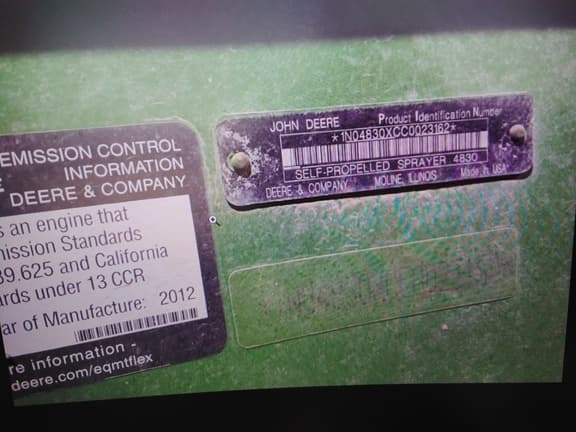 EMISSION CONTROL
INFORMATION
DEERE & COMPANY
s an engine that
mission Standards
39.625 and California
ards under 13 CCR
ar of Manufacture: 2012
re information -
deere.com/eqmtflex
JOHN DEERE Product Identification Number
*1N04830XCC0023162*
SELF-PROPELLED SPRAYER 4830
DEERE & COMPANY MOLINE, ILLINOIS Made in USA